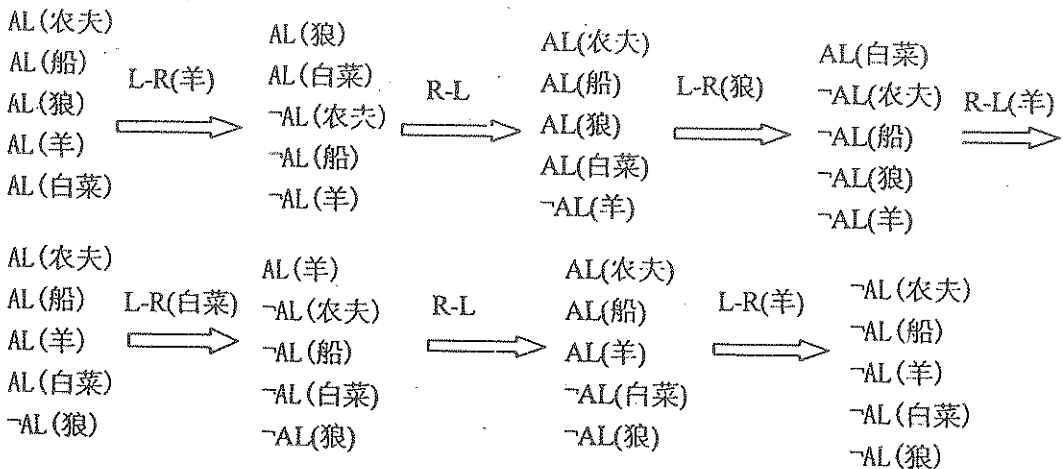 AL(农夫)
AL(船)
AL(狼)
AL(羊)
AL(白菜)
L-R(羊)
AL(狼)
AL(白菜)
¬AL(农夫)
¬AL(船)
¬AL(羊)
R-L
AL(农夫)
AL(船)
AL(狼)
AL(白菜)
¬AL(羊)
L-R(狼)
AL(白菜)
¬AL(农夫)
¬AL(船)
¬AL(狼)
¬AL(羊)
R-L(羊)
AL(农夫)
AL(船)
AL(羊)
AL(白菜)
¬AL(狼)
L-R(白菜)
AL(羊)
¬AL(农夫)
¬AL(船)
¬AL(白菜)
¬AL(狼)
R-L
AL(农夫)
AL(船)
AL(羊)
¬AL(白菜)
¬AL(狼)
L-R(羊)
¬AL(农夫)
¬AL(船)
¬AL(羊)
¬AL(白菜)
¬AL(狼)